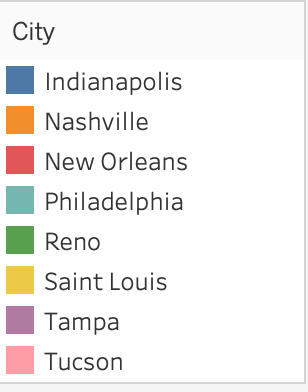 City
Indianapolis
Nashville
New Orleans
Philadelphia
Reno
Saint Louis
Tampa
Tucson